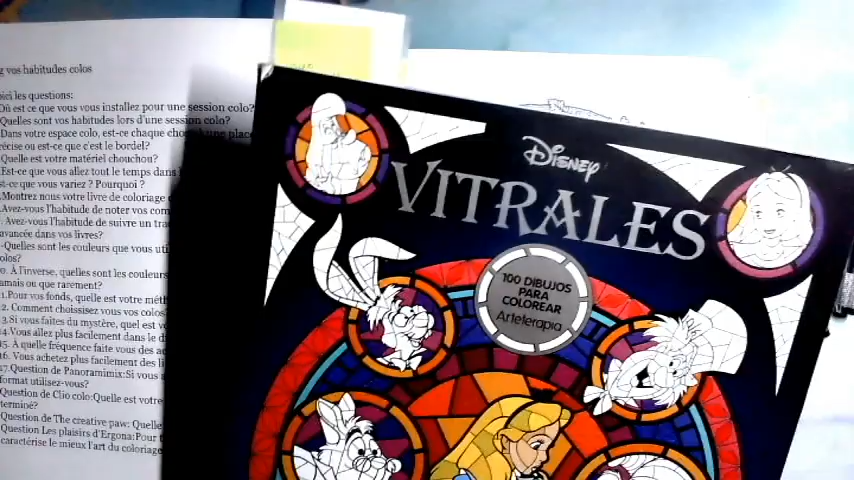 z vos habitudes colos
ici les questions:
Où est ce que vous vous installez pour une session colo?
Quelles sont vos habitudes lors d'une session colo?
Dans votre espace colo, est-ce chaque une place
récise ou est-ce que c'est le bordel?
Quelle est votre matériel chouchou?
Est-ce que vous allez tout le temps dans
st-ce que vous variez ? Pourquoi ?
Montrez nous votre livre de coloriage
Avez-vous l'habitude de noter vos
Avez-vous l'habitude de suivre un
avancée dans vos livres?
-Quelles sont les couleurs que vous
olos?
0. À l'inverse, quelles sont les couleurs
amais ou que rarement?
1.Pour vos fonds, quelle est votre
2. Comment choisissez vous vos colos
3.Si vous faites du mystère, quel est
4.Vous allez plus facilement dans le
5. À quelle fréquence faite vous des
16. Vous achetez plus facilement des
17.Question de Panoramimix:Si vous
format utilisez-vous?
Question de Clio colo:Quelle est votre
terminé?
Question de The creative paw: Quelle
Question Les plaisirs d'Ergona:Pour
caractérise le mieux l'art du coloriage
Disney
VITRALES
100 DIBUJOS
PARA
COLOREAR
Arteterapia